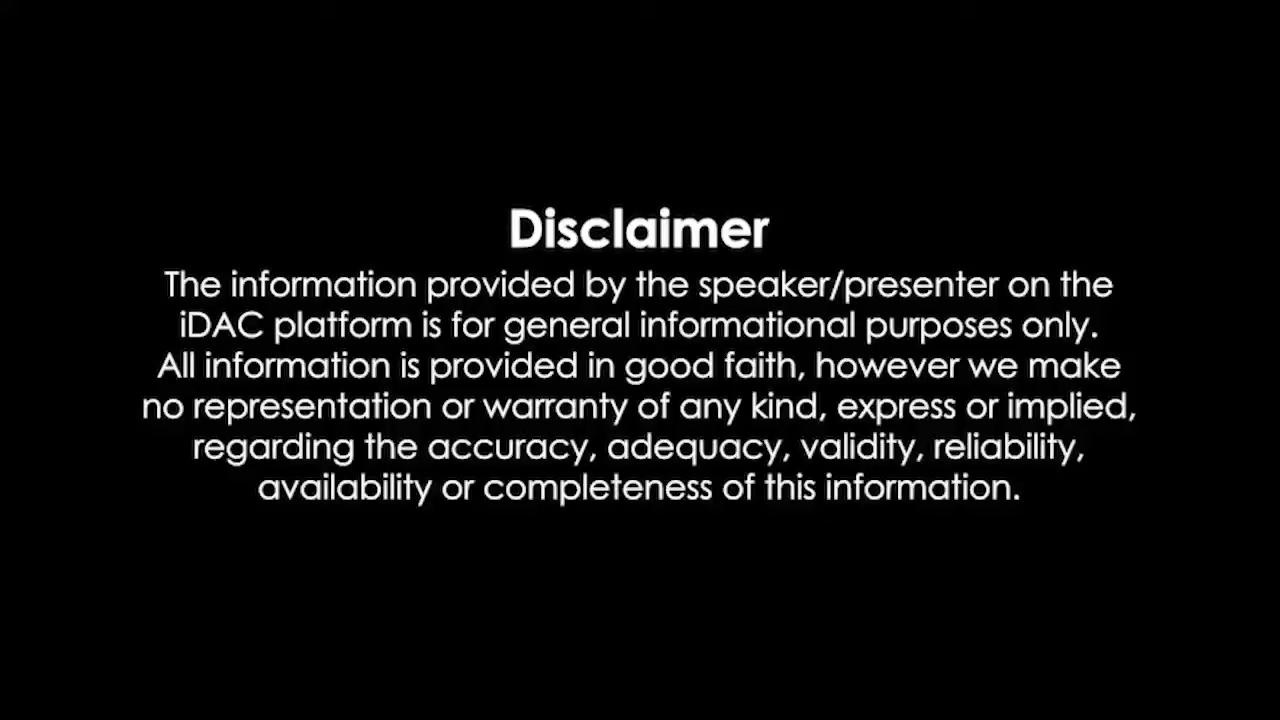 Disclaimer
The information provided by the speaker/presenter on the
iDAC platform is for general informational purposes only.
All information is provided in good faith, however we make
no representation or warranty of any kind, express or implied,
regarding the accuracy, adequacy, validity, reliability,
availability or completeness of this information.